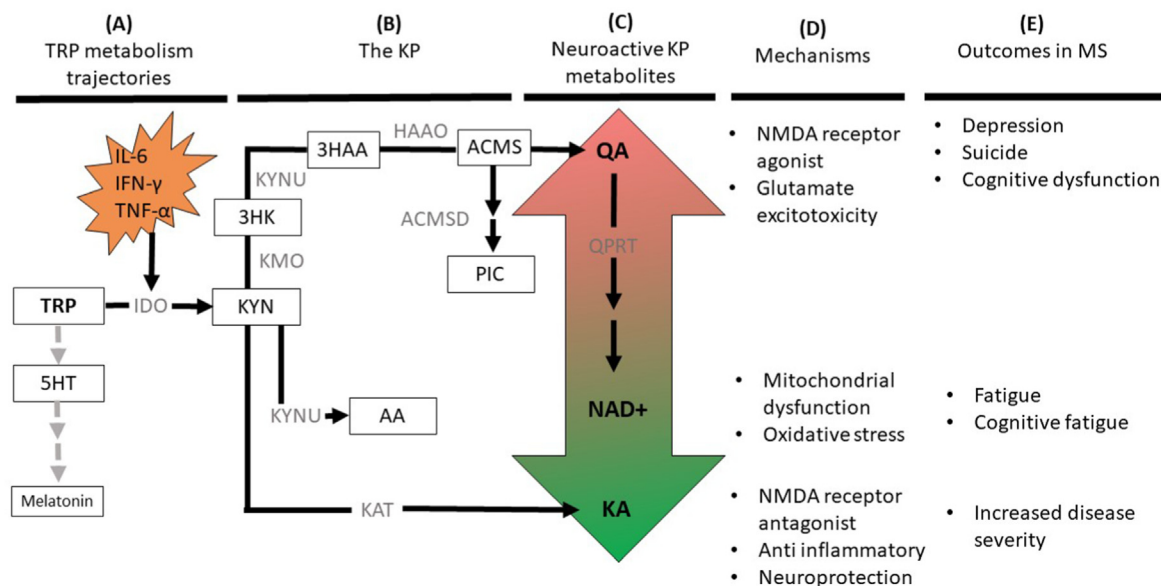 (A)
TRP metabolism
trajectories
(B)
The KP
(C)
Neuroactive KP
metabolites
(D)
Mechanisms
(E)
Outcomes in MS
IL-6
IFN-γ
TNF-α
TRP
IDO
KYN
5HT
Melatonin
KMO
3HK
KYNU
3HAA
HAAO
ACMS
ACMSD
PIC
KYNU
AA
KAT
QA
QPRT
NAD+
KA
• NMDA receptor
agonist
• Glutamate
excitotoxicity
• Mitochondrial
dysfunction
• Oxidative stress
• NMDA receptor
antagonist
• Anti inflammatory
• Neuroprotection
• Depression
• Suicide
• Cognitive dysfunction
• Fatigue
• Cognitive fatigue
• Increased disease
severity